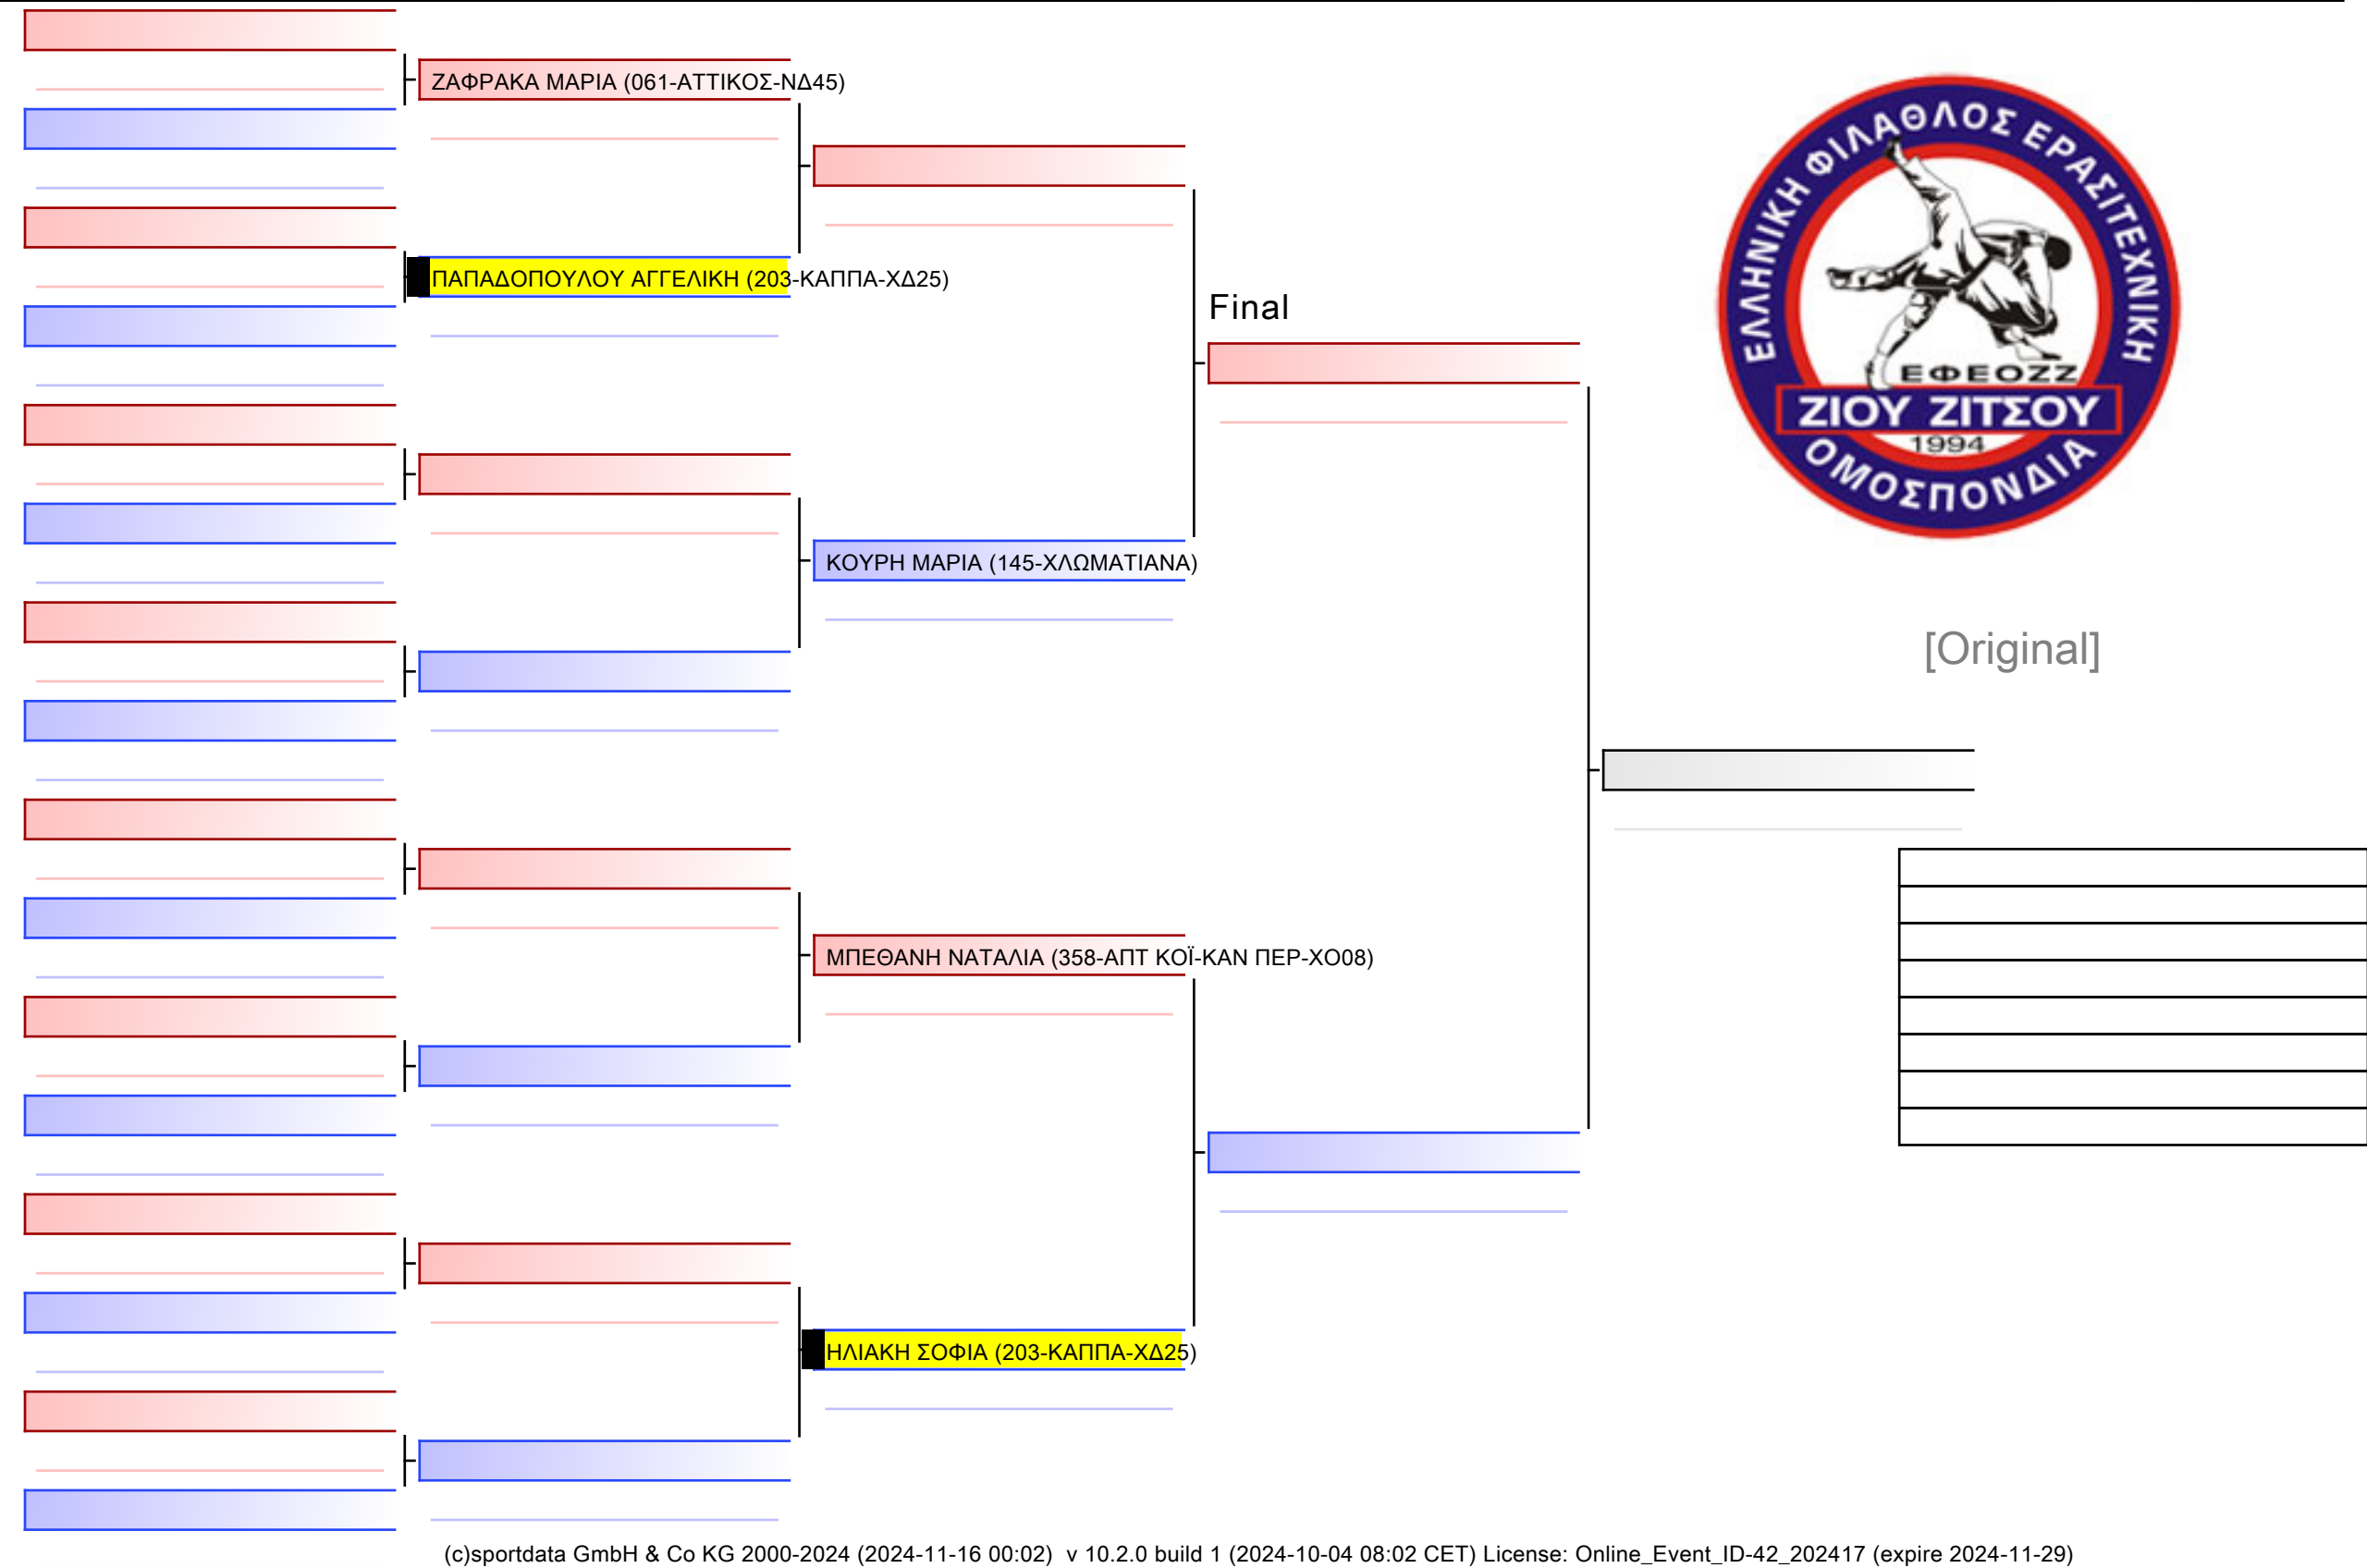 ΖΑΦΡΑΚΑ ΜΑΡΙΑ (061-ΑΤΤΙΚΟΣ-ΝΔ45)
ΠΑΠΑΔΟΠΟΥΛΟΥ ΑΓΓΕΛΙΚΗ (203-ΚΑΠΠΑ-ΧΔ25)
Final
ΚΟΥΡΗ ΜΑΡΙΑ (145-ΧΛΩΜΑΤΙΑΝΑ)
ΜΠΕΘΑΝΗ ΝΑΤΑΛΙΑ (358-ΑΠΤ ΚΟΪ-ΚΑΝ ΠΕΡ-ΧΟ08)
ΗΛΙΑΚΗ ΣΟΦΙΑ (203-ΚΑΠΠΑ-ΧΔ25)
ΕΛΛΗΝΙΚΗ ΦΙΛΑΘΛΟΣ ΕΡΑΣΙΤΕΧΝΙΚΗ
ΕΦΕΟΖΖ
ΖΙΟΥ ΖΙΤΣΟΥ
1994
ΟΜΟΣΠΟΝΔΙΑ
[Original]
(c)sportdata GmbH & Co KG 2000-2024 (2024-11-16 00:02) v 10.2.0 build 1 (2024-10-04 08:02 CET) License: Online_Event_ID-42_202417 (expire 2024-11-29)